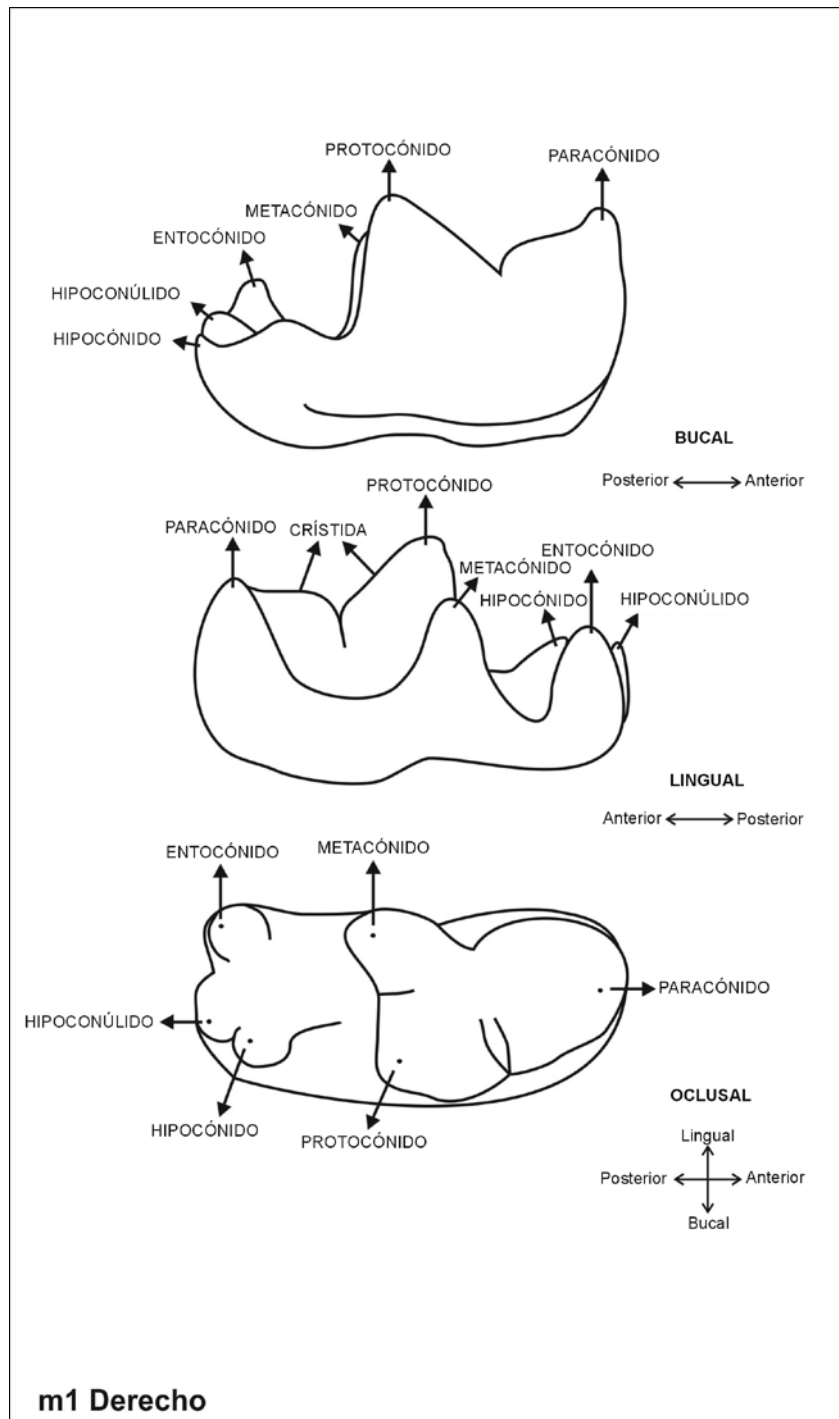 PROTOCÓNIDO
PARACÓNIDO
METACÓNIDO
ENTOCÓNIDO
HIPOCONÚLIDO
HIPOCÓNIDO
BUCAL
Posterior Anterior
PROTOCÓNIDO
PARACÓNIDO
CRÍSTIDA
ENTOCÓNIDO
METACÓNIDO
HIPOCÓNIDO
HIPOCONÚLIDO
LINGUAL
Anterior Posterior
ENTOCÓNIDO
METACÓNIDO
PARACÓNIDO
HIPOCONÚLIDO
HIPOCÓNIDO
PROTOCÓNIDO
OCLUSAL
Lingual
Posterior Anterior
Bucal
m1 Derecho